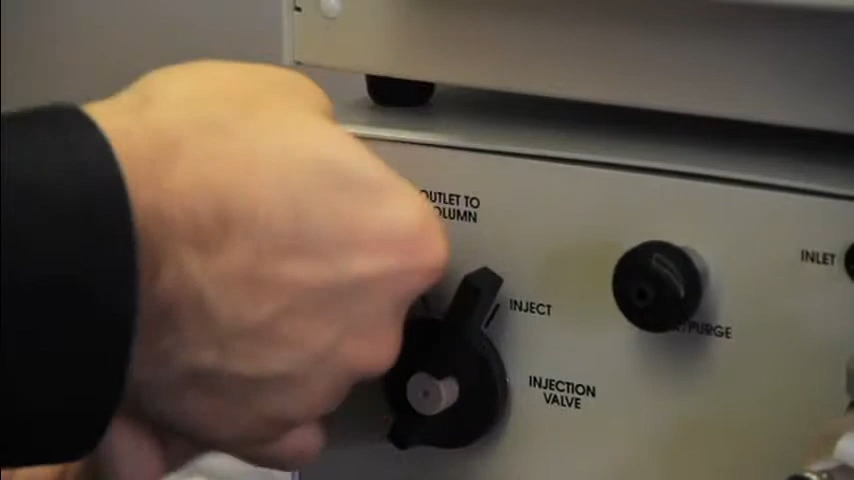 OUTLET TO
COLUMN
INLET
INJECT
PURGE
INJECTION
VALVE